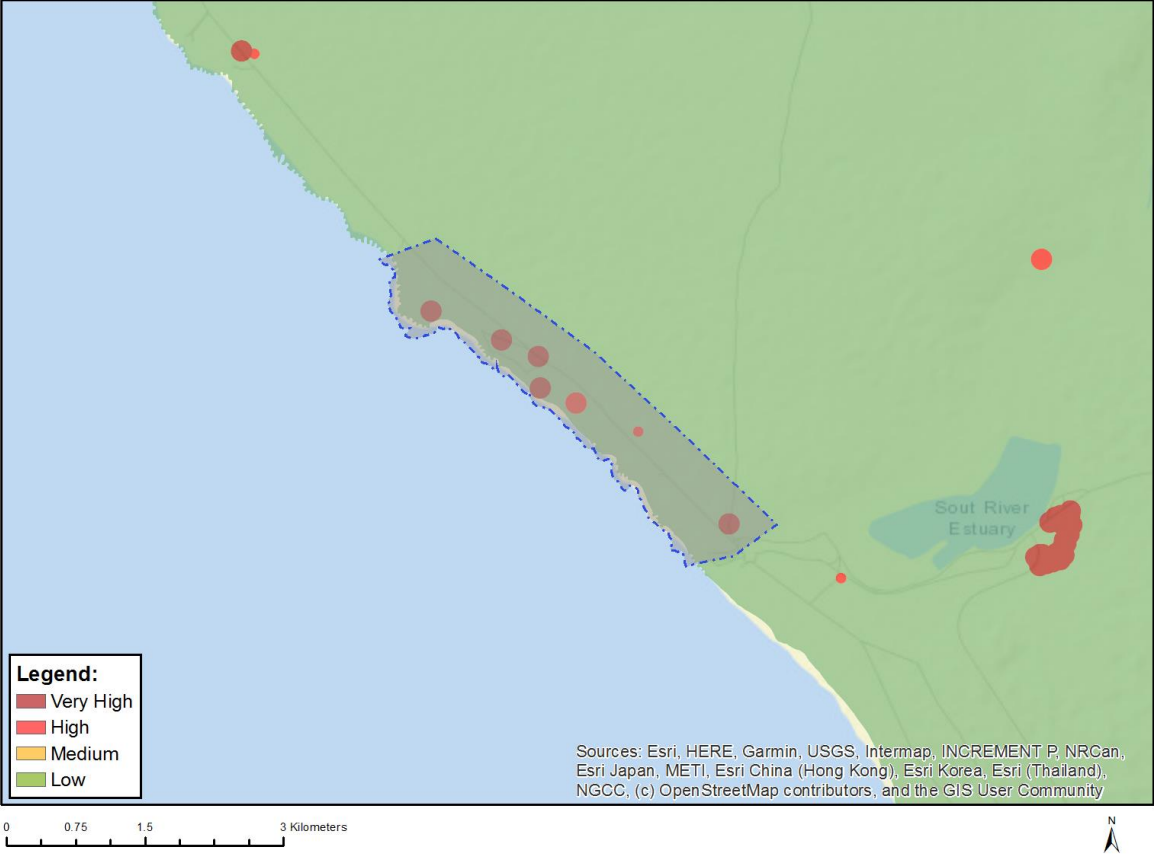 Sout River
Estuary
Legend:
Very High
High
Medium
Low
Sources: Esri, HERE, Garmin, USGS, Intermap, INCREMENT P, NRCan,
Esri Japan, METI, Esri China (Hong Kong), Esri Korea, Esri (Thailand),
NGCC, (c) OpenStreetMap contributors, and the GIS User Community
0 0.75 1.5 3 Kilometers
N